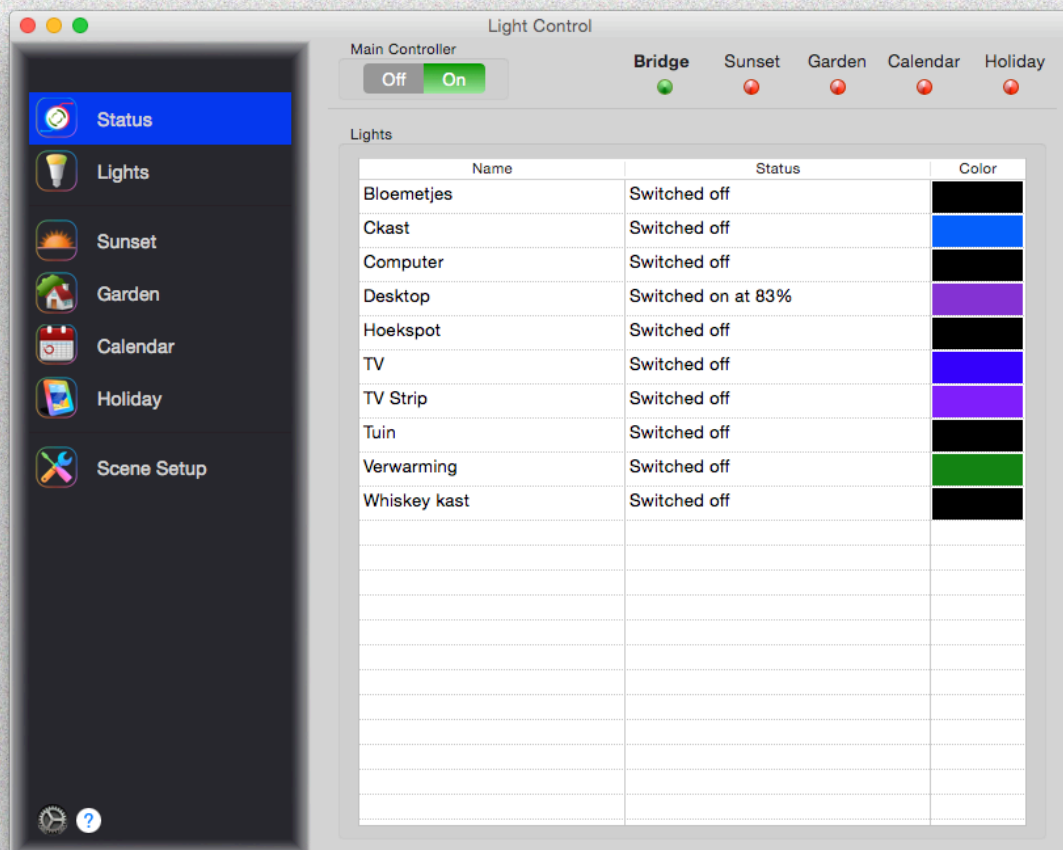 Light Control
Status
Lights
Sunset
Garden
Calendar
Holiday
Scene Setup
?
Main Controller
Off On
Bridge Sunset Garden Calendar Holiday
Lights
Name Status Color
Bloemetjes Switched off
Ckast Switched off
Computer Switched off
Desktop Switched on at 83%
Hoekspot Switched off
TV Switched off
TV Strip Switched off
Tuin Switched off
Verwarming Switched off
Whiskey kast Switched off